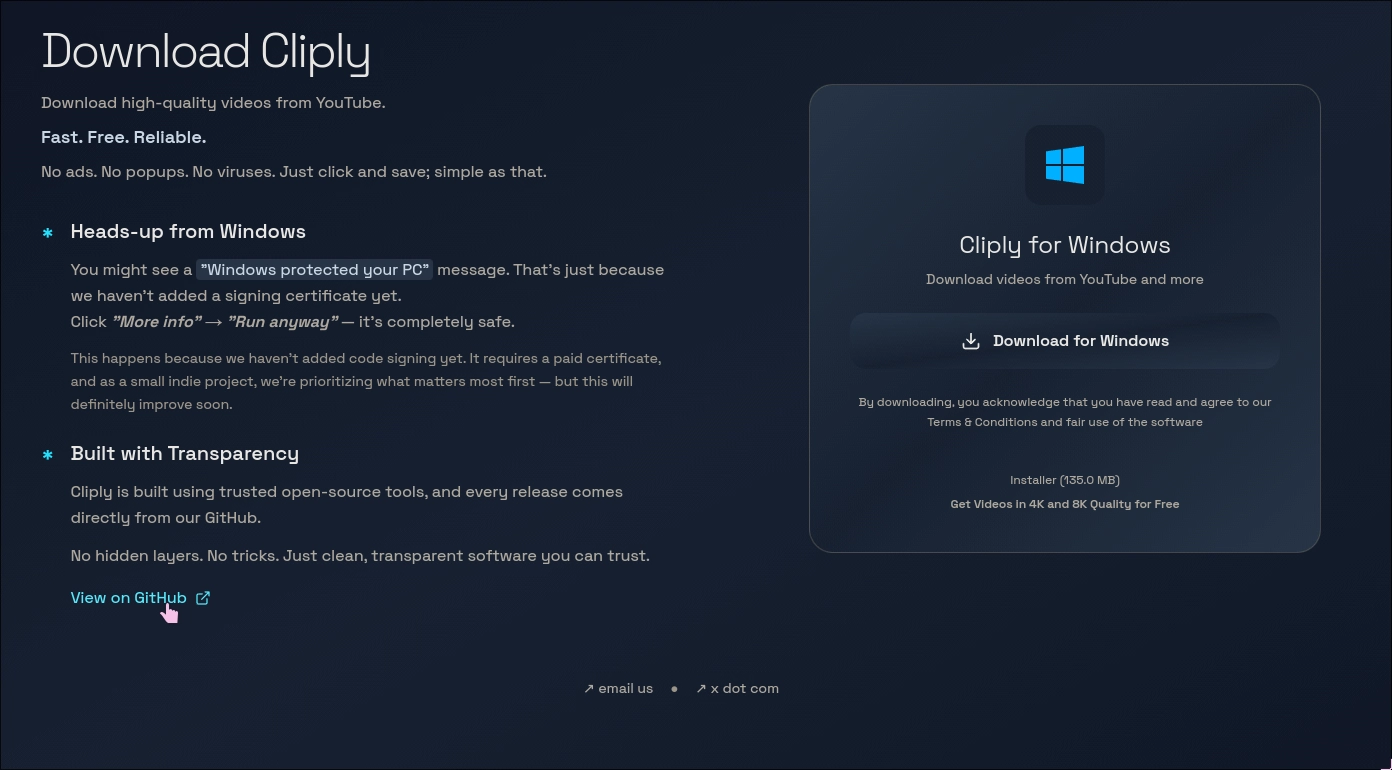 Download Cliply
Download high-quality videos from YouTube.
Fast. Free. Reliable.
No ads. No popups. No viruses. Just click and save; simple as that.
* Heads-up from Windows
You might see a "Windows protected your PC" message. That's just because
we haven't added a signing certificate yet.
Click "More info" → "Run anyway" — it's completely safe.
This happens because we haven't added code signing yet. It requires a paid certificate,
and as a small indie project, we're prioritizing what matters most first — but this will
definitely improve soon.
* Built with Transparency
Cliply is built using trusted open-source tools, and every release comes
directly from our GitHub.
No hidden layers. No tricks. Just clean, transparent software you can trust.
View on GitHub
Cliply for Windows
Download videos from YouTube and more
Download for Windows
By downloading, you acknowledge that you have read and agree to our
Terms & Conditions and fair use of the software
Installer (135.0 MB)
Get Videos in 4K and 8K Quality for Free
↗ email us • ↗ x dot com